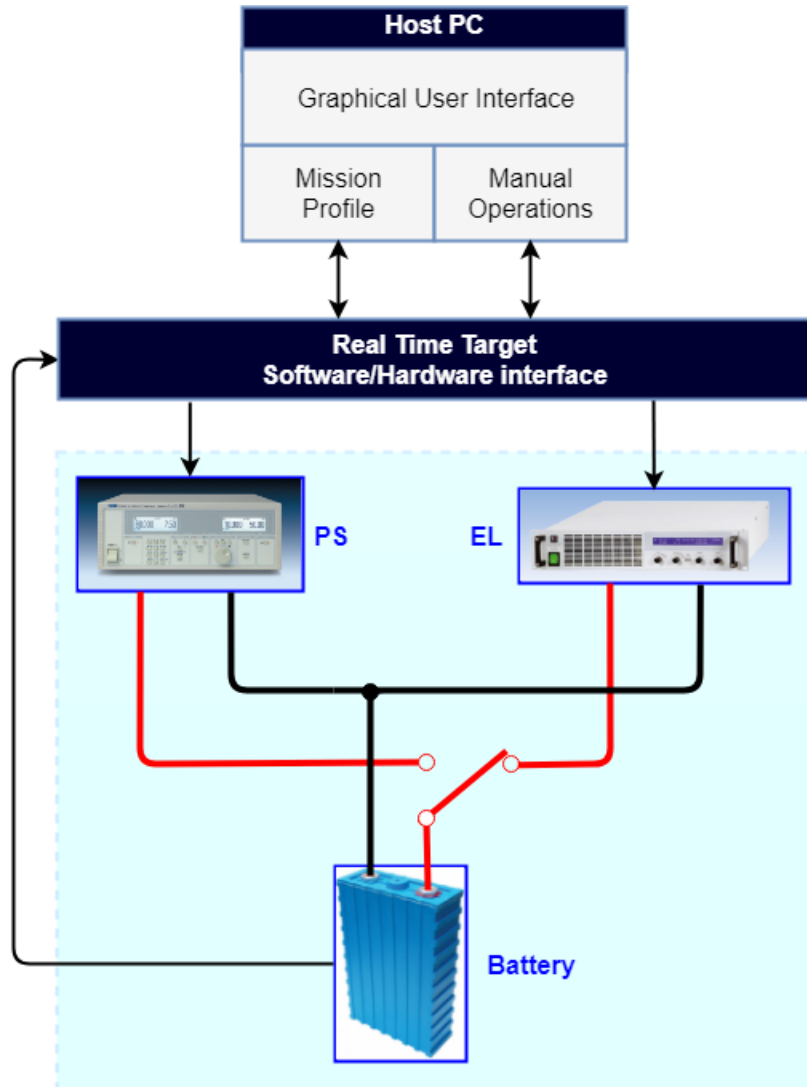 Host PC
Graphical User Interface
Mission
Profile
Manual
Operations
Real Time Target
Software/Hardware interface
PS
EL
Battery